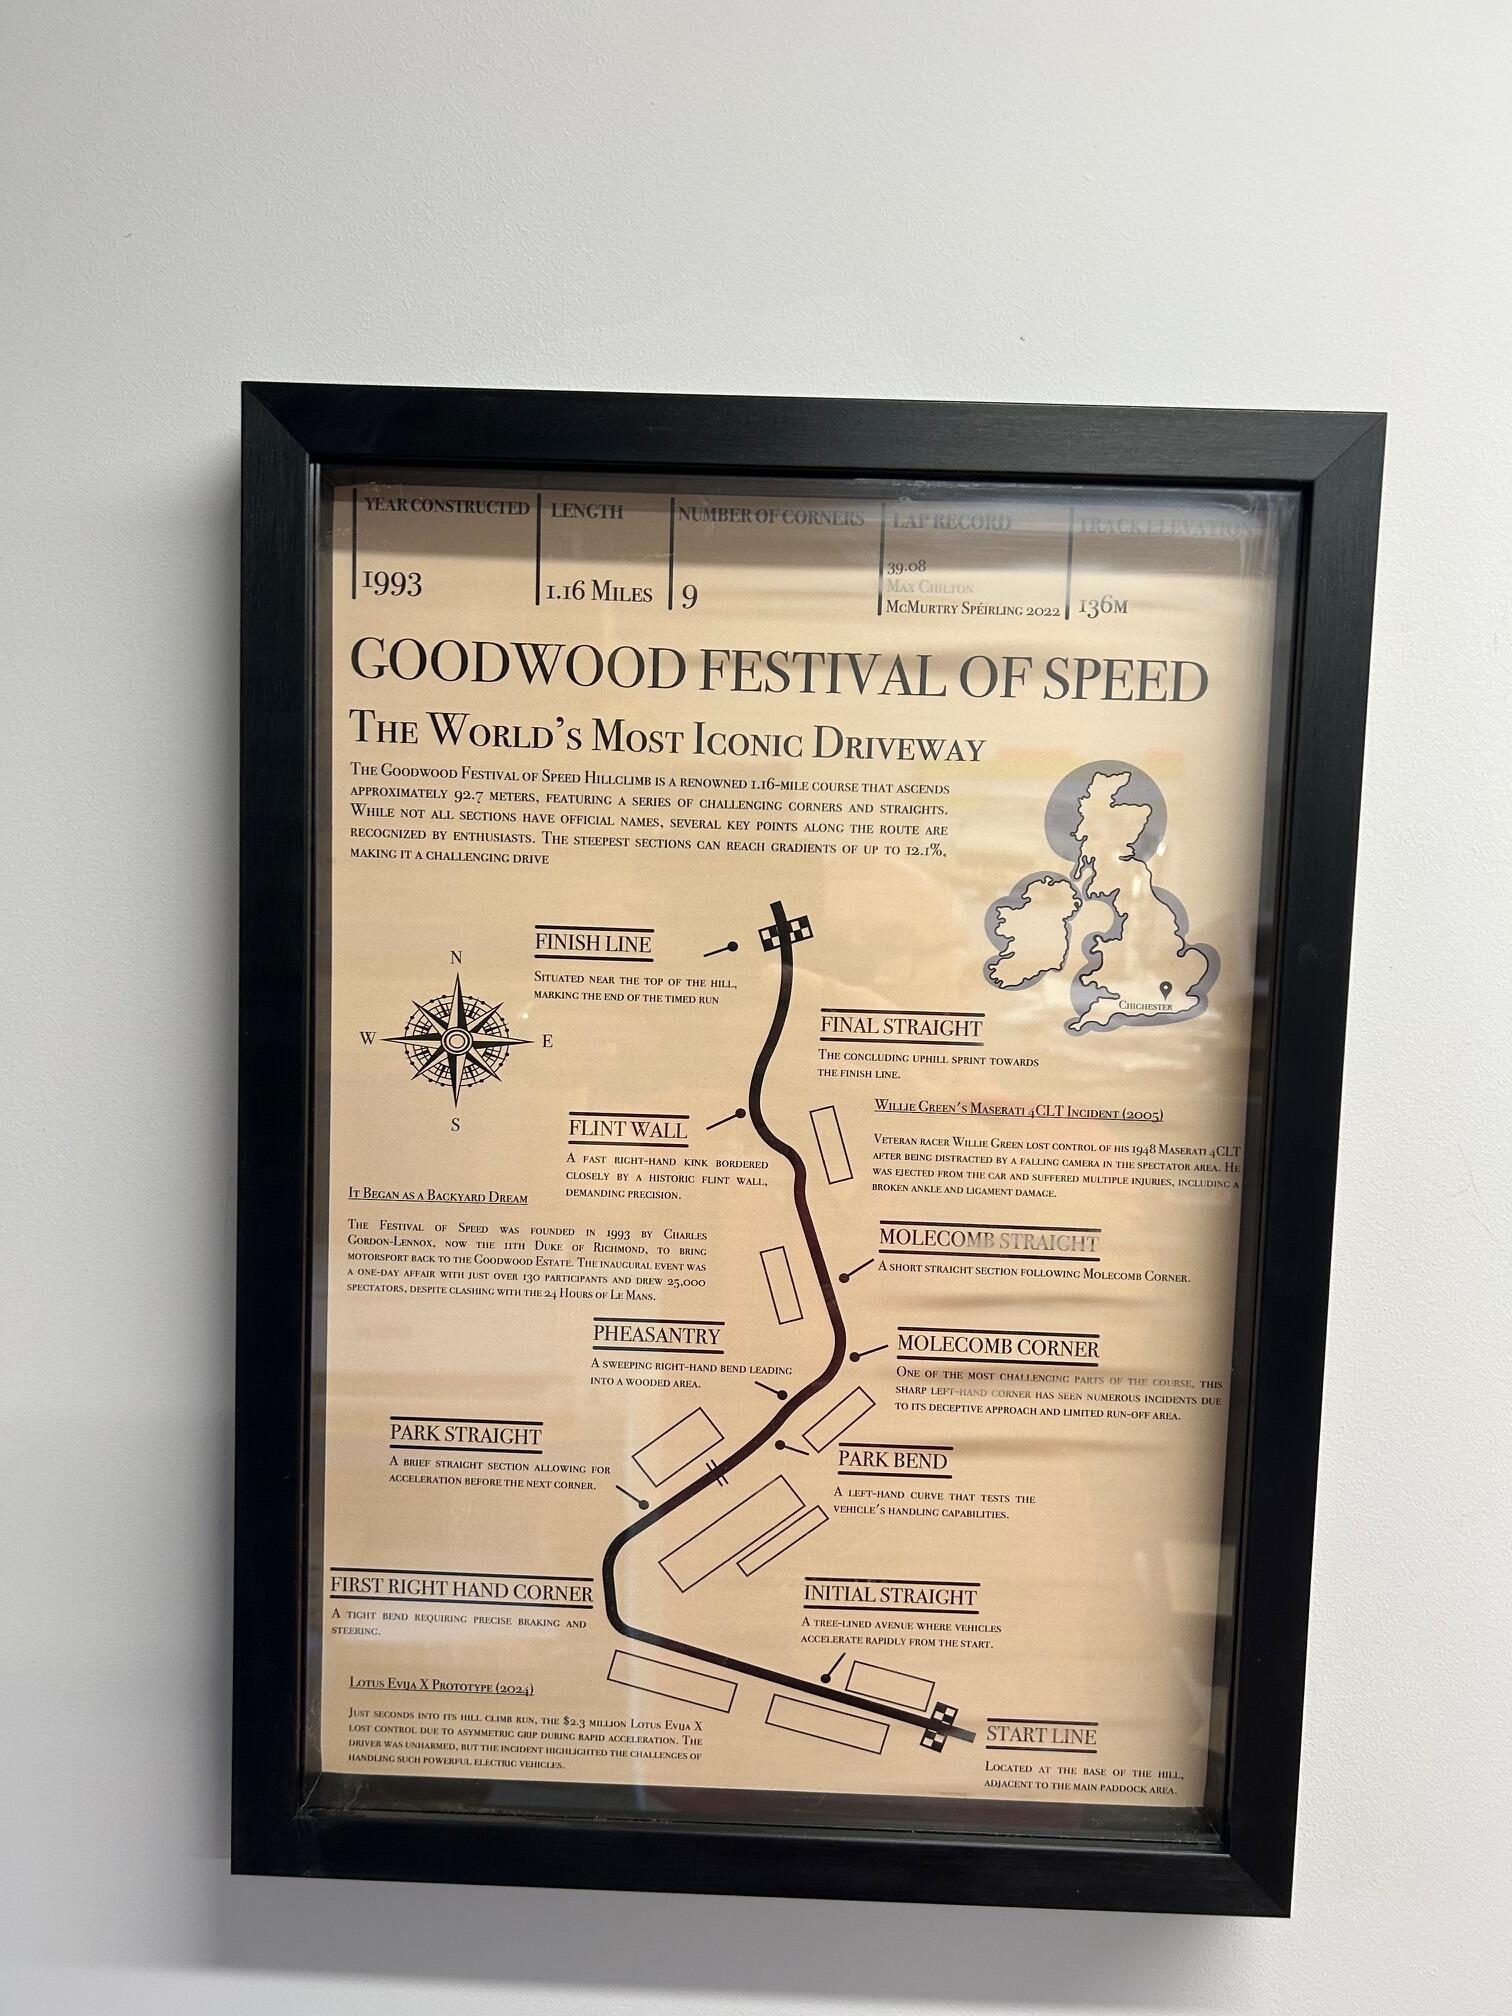 YEAR CONSTRUCTED
1993
LENGTH
1.16 Miles
NUMBER OF CORNERS
9
LAP RECORD
39.08
Max Chilton
McMurtry Spéirling 2022
TRACK ELEVATION
136m
GOODWOOD FESTIVAL OF SPEED
The World's Most Iconic Driveway
The Goodwood Festival of Speed Hillclimb is a renowned 1.16-mile course that ascends
approximately 92.7 meters, featuring a series of challenging corners and straights.
While not all sections have official names, several key points along the route are
recognized by enthusiasts. The steepest sections can reach gradients of up to 12.1%,
making it a challenging drive
Chichester
N
W
E
S
FINISH LINE
Situated near the top of the hill,
marking the end of the timed run
FINAL STRAIGHT
The concluding uphill sprint towards
the finish line.
Willie Green's Maserati 4CLT Incident (2005)
Veteran racer Willie Green lost control of his 1948 Maserati 4CLT
after being distracted by a falling camera in the spectator area. He
was ejected from the car and suffered multiple injuries, including a
broken ankle and ligament damage.
FLINT WALL
A fast right-hand kink bordered
closely by a historic flint wall,
demanding precision.
It Began as a Backyard Dream
The Festival of Speed was founded in 1993 by Charles
Gordon-Lennox, now the 11th Duke of Richmond, to bring
motorsport back to the Goodwood Estate. The inaugural event was
a one-day affair with just over 130 participants and drew 25,000
spectators, despite clashing with the 24 Hours of Le Mans.
MOLECOMB STRAIGHT
A short straight section following Molecomb Corner.
PHEASANTRY
A sweeping right-hand bend leading
into a wooded area.
MOLECOMB CORNER
One of the most challenging parts of the course, this
sharp left-hand corner has seen numerous incidents due
to its deceptive approach and limited run-off area.
PARK STRAIGHT
A brief straight section allowing for
acceleration before the next corner.
PARK BEND
A left-hand curve that tests the
vehicle's handling capabilities.
FIRST RIGHT HAND CORNER
A tight bend requiring precise braking and
steering.
INITIAL STRAIGHT
A tree-lined avenue where vehicles
accelerate rapidly from the start.
Lotus Evija X Prototype (2024)
Just seconds into its hill climb run, the $2.3 million Lotus Evija X
lost control due to asymmetric grip during rapid acceleration. The
driver was unharmed, but the incident highlighted the challenges of
handling such powerful electric vehicles.
START LINE
Located at the base of the hill,
adjacent to the main paddock area.